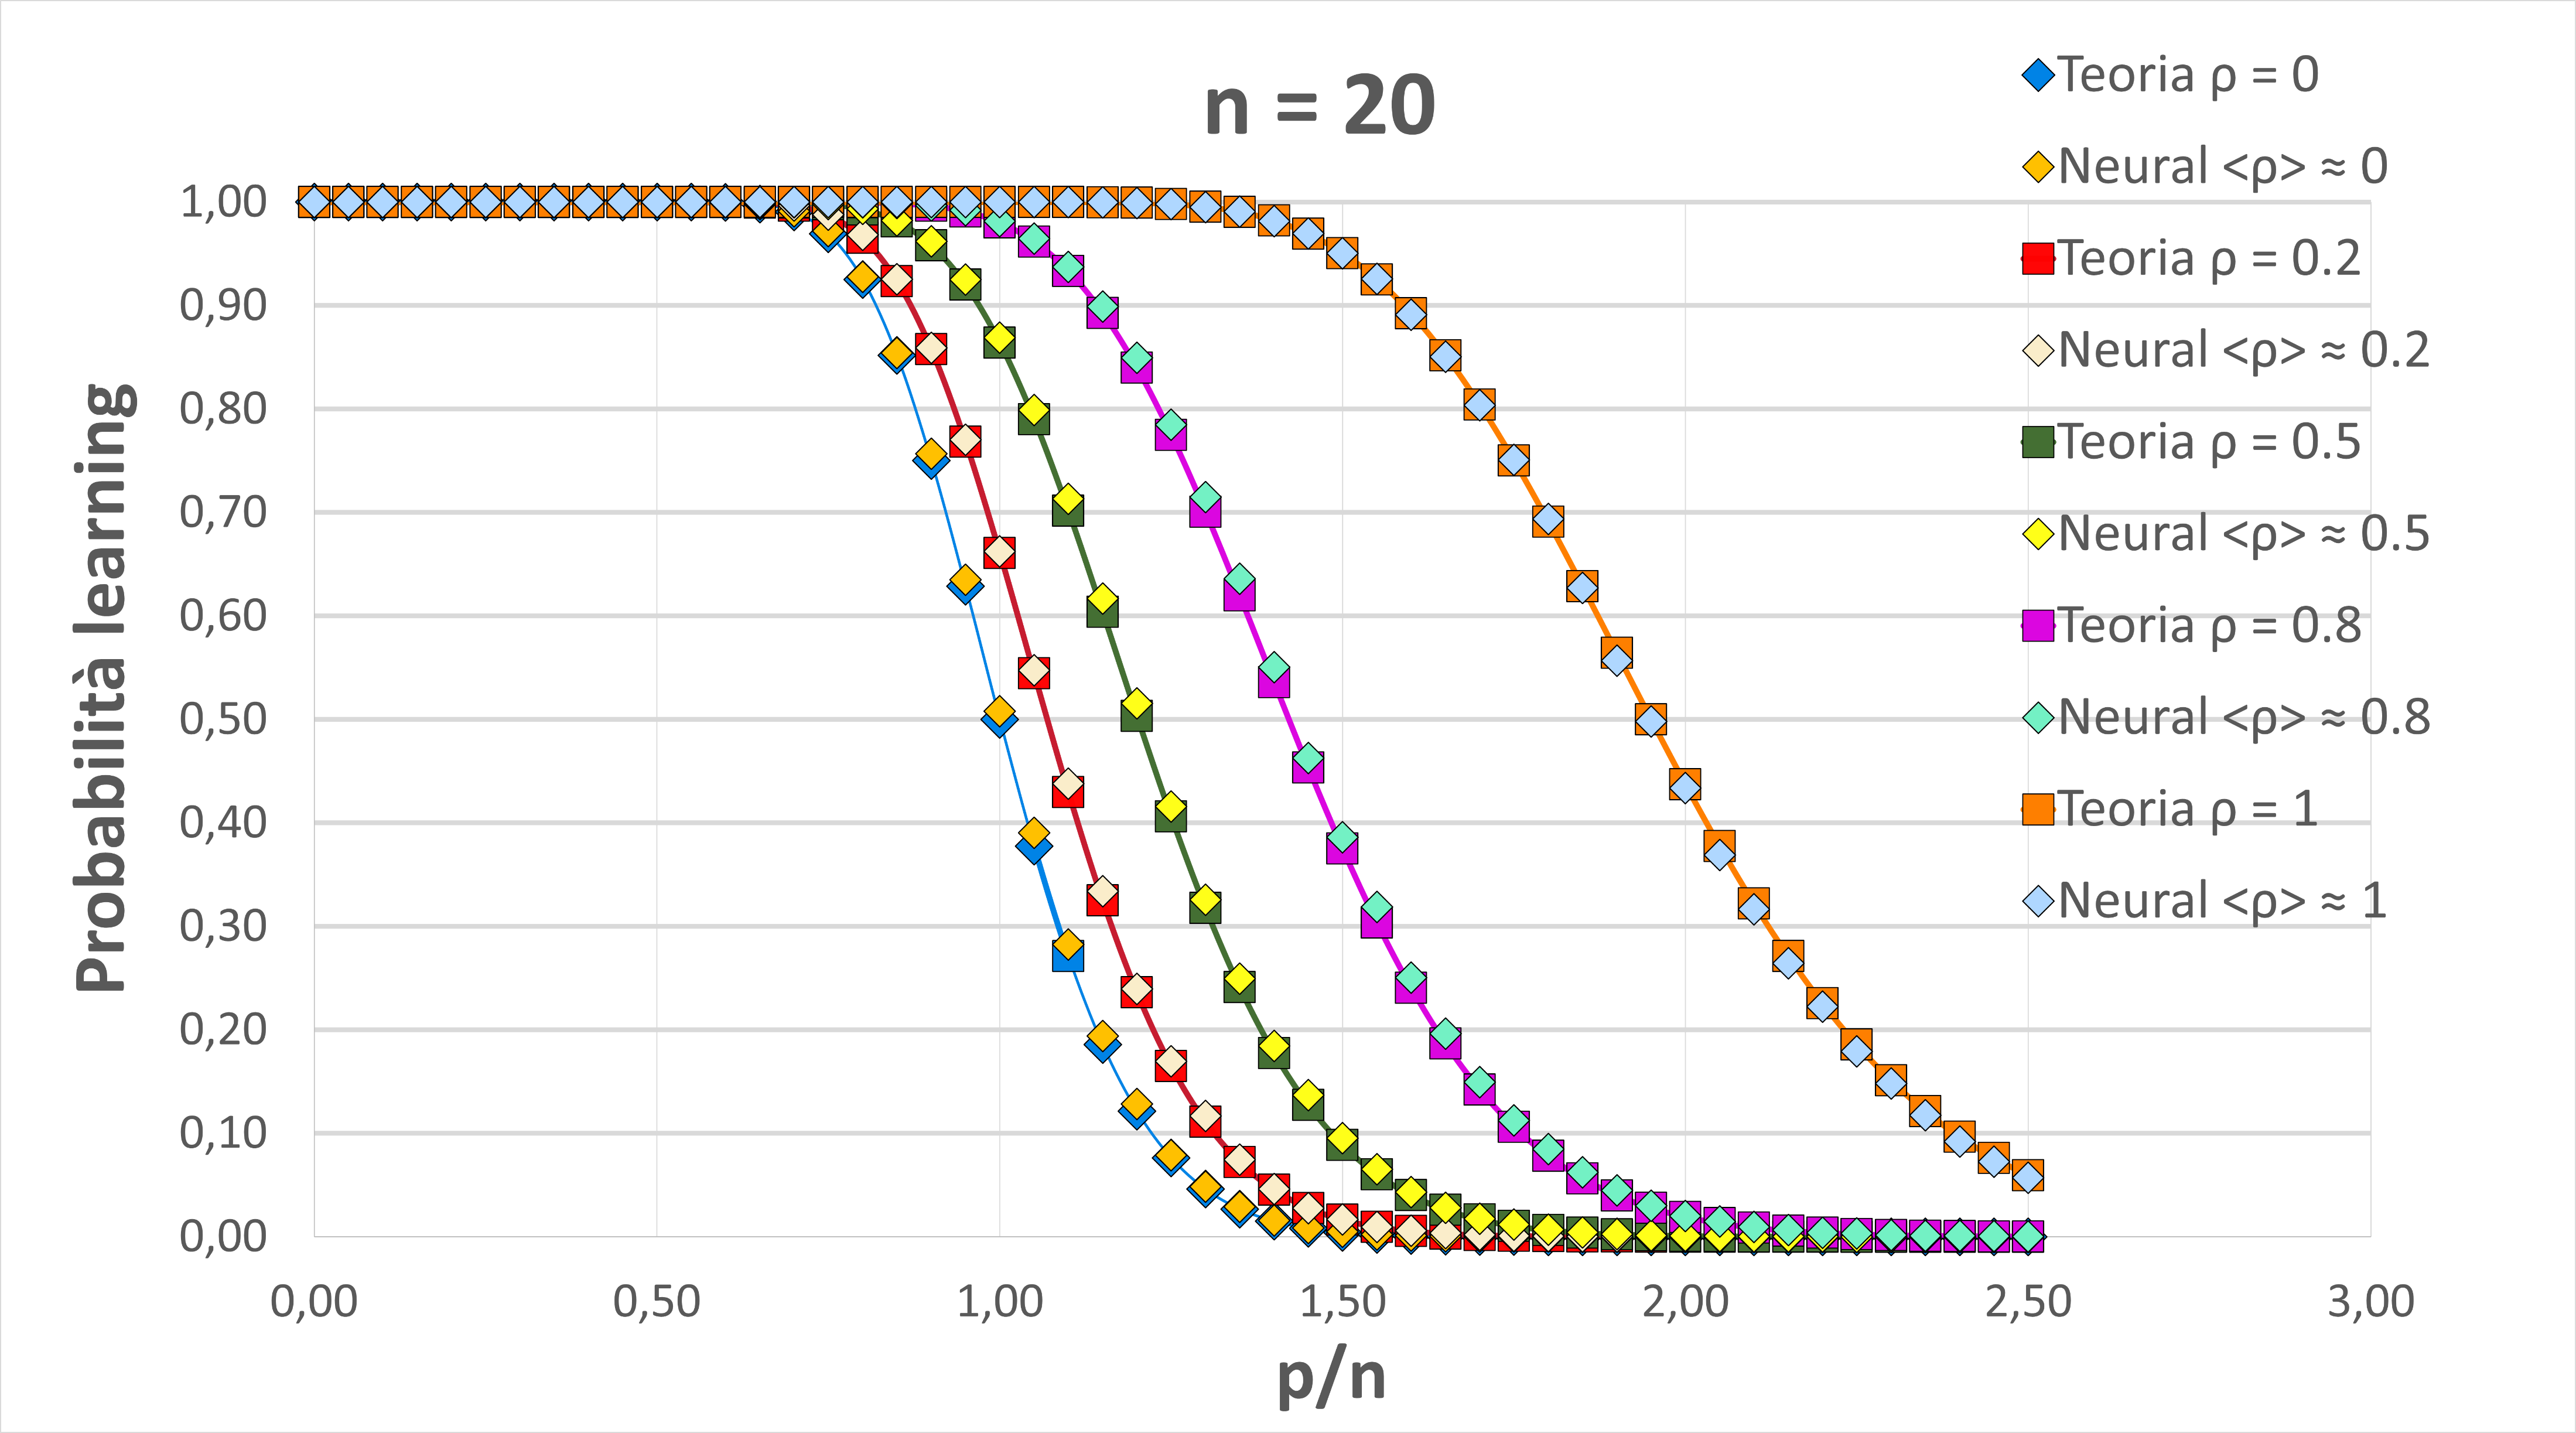 n = 20
Teoria ρ = 0
Neural <ρ> ≈ 0
Teoria ρ = 0.2
Neural <ρ> ≈ 0.2
Teoria ρ = 0.5
Neural <ρ> ≈ 0.5
Teoria ρ = 0.8
Neural <ρ> ≈ 0.8
Teoria ρ = 1
Neural <ρ> ≈ 1
Probabilità learning
1,00
0,90
0,80
0,70
0,60
0,50
0,40
0,30
0,20
0,10
0,00
0,00 0,50 1,00 1,50 2,00 2,50 3,00
p/n